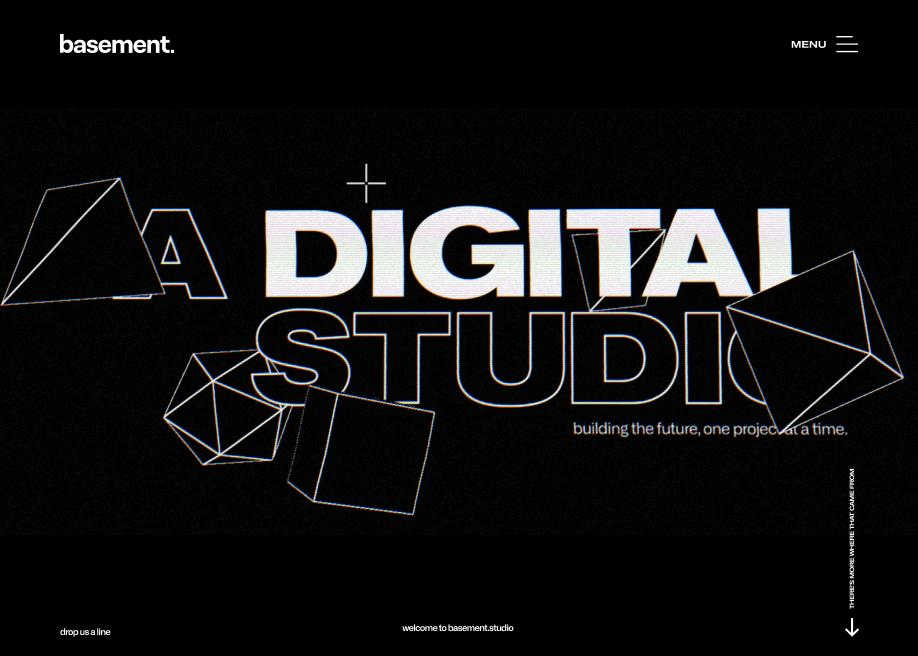 basement.
MENU
A DIGITAL
STUDIO
building the future, one project at a time.
THERE'S MORE WHERE THAT CAME FROM
drop us a line
welcome to basement.studio